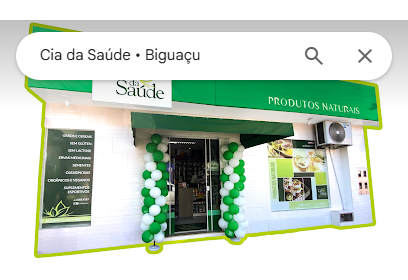 Cia da Saúde • Biguaçu
da
Saúde
PRODUTOS NATURAIS
GRÃOS E CEREAIS
SEM GLÚTEN
SEM LACTOSE
ERVAS MEDICINAIS
SEMENTES
COSMÉTICOS
ORGÂNICOS E VEGANOS
SUPLEMENTOS
ESPORTIVOS